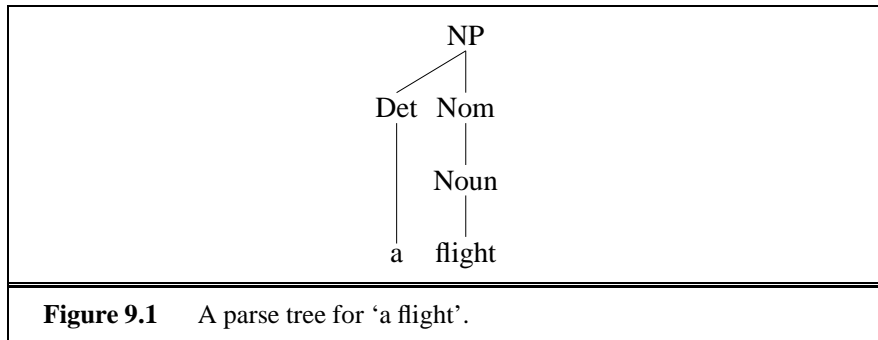 NP
Det Nom
Noun
a flight
Figure 9.1 A parse tree for ‘a flight’.